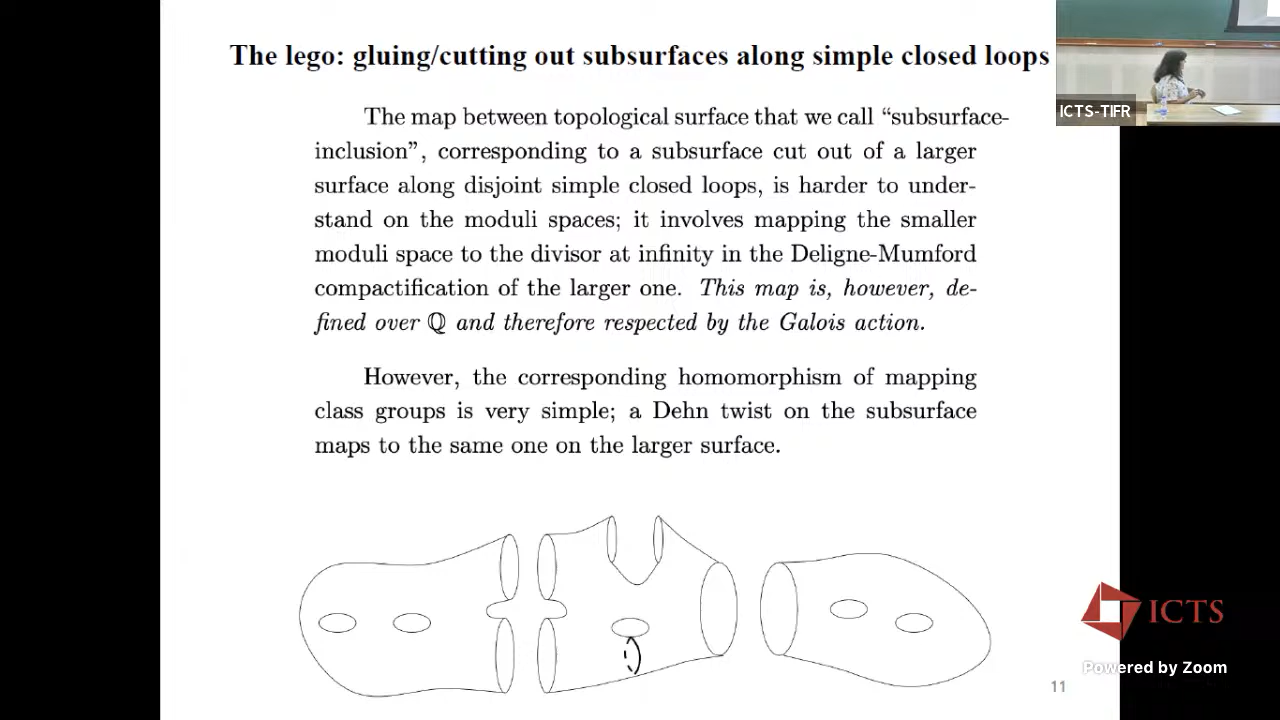 The lego: gluing/cutting out subsurfaces along simple closed loops
ICTS-TIFR
The map between topological surface that we call “subsurface-
inclusion”, corresponding to a subsurface cut out of a larger
surface along disjoint simple closed loops, is harder to under-
stand on the moduli spaces; it involves mapping the smaller
moduli space to the divisor at infinity in the Deligne-Mumford
compactification of the larger one. This map is, however, de-
fined over ℚ and therefore respected by the Galois action.
However, the corresponding homomorphism of mapping
class groups is very simple; a Dehn twist on the subsurface
maps to the same one on the larger surface.
ICTS
Powered by Zoom
11